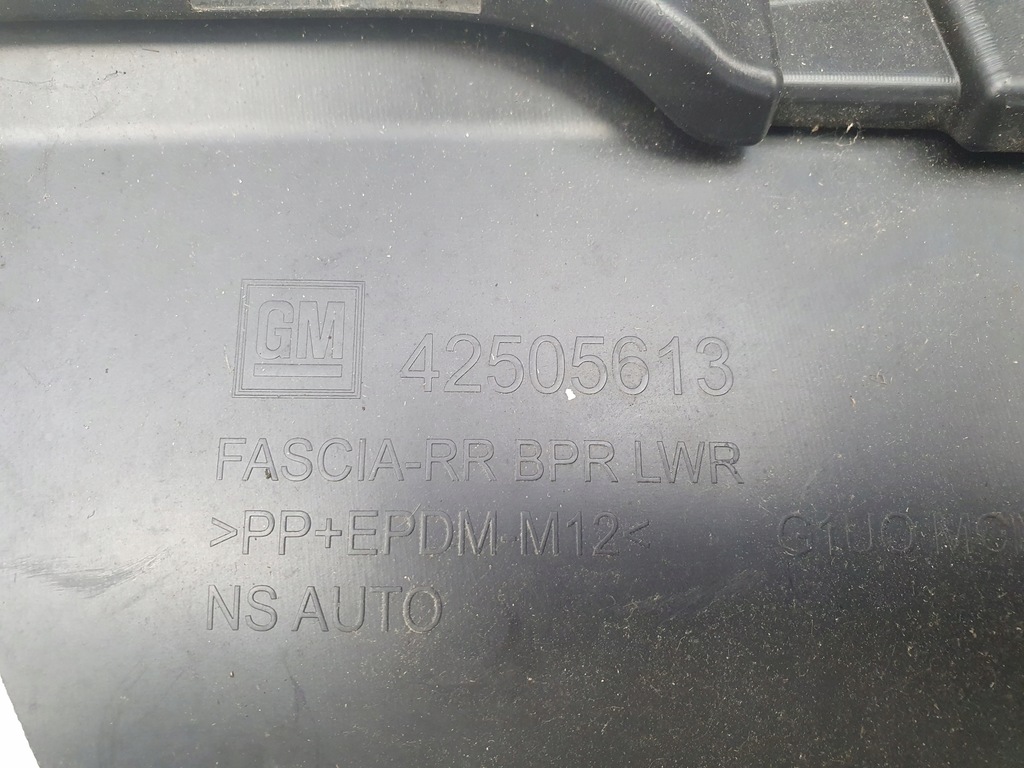 GM 42505613
FASCIA-RR BPR LWR
>PP+EPDM-M12<
NS AUTO